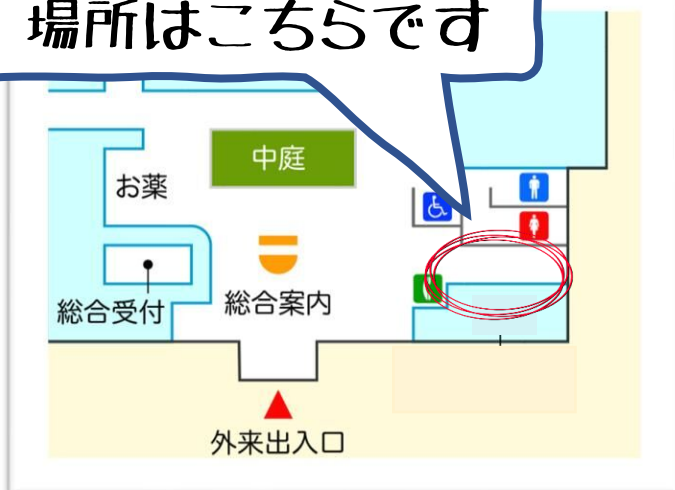 場所はこちらです
中庭
お薬
総合案内
総合受付
外来出入口